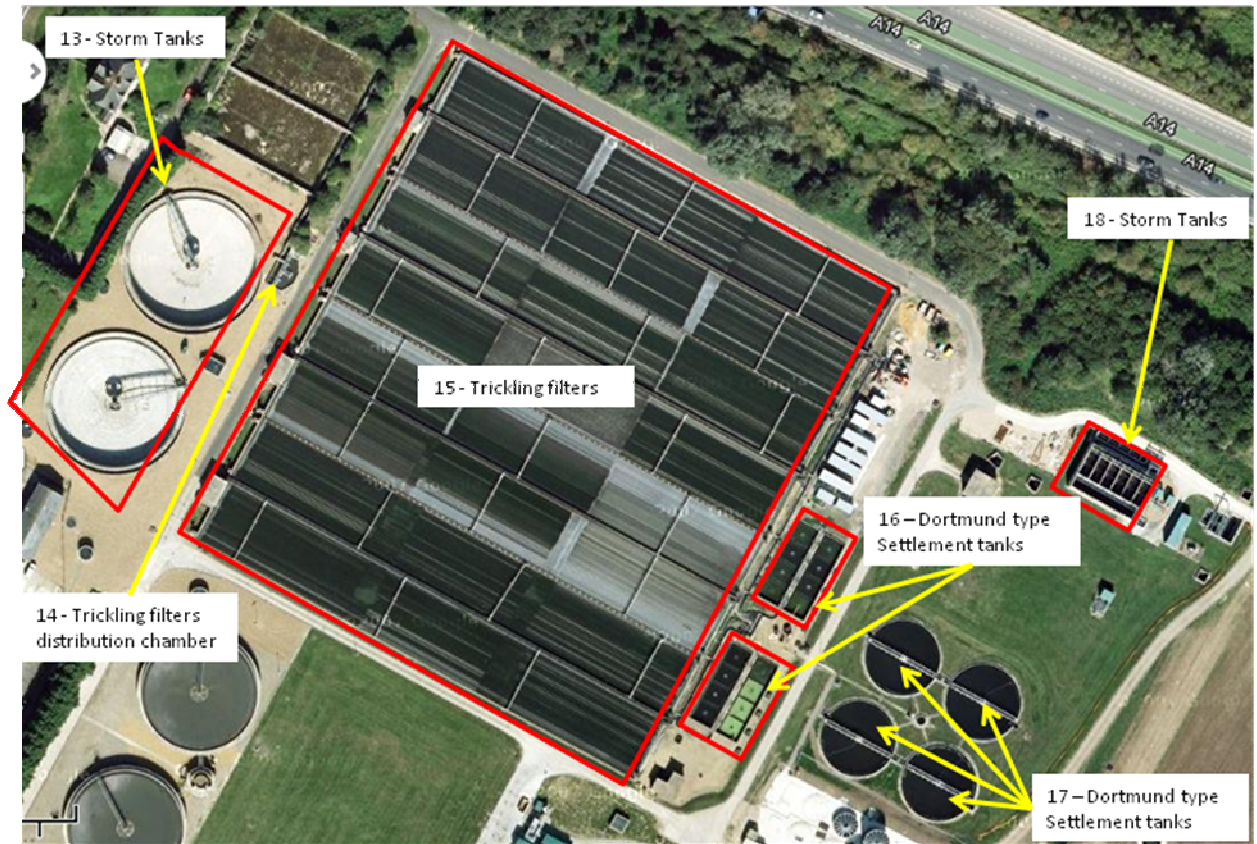 13 - Storm Tanks
A14
A14
A14
A14
18 - Storm Tanks
15 - Trickling filters
16 – Dortmund type
Settlement tanks
14 - Trickling filters
distribution chamber
17 – Dortmund type
Settlement tanks